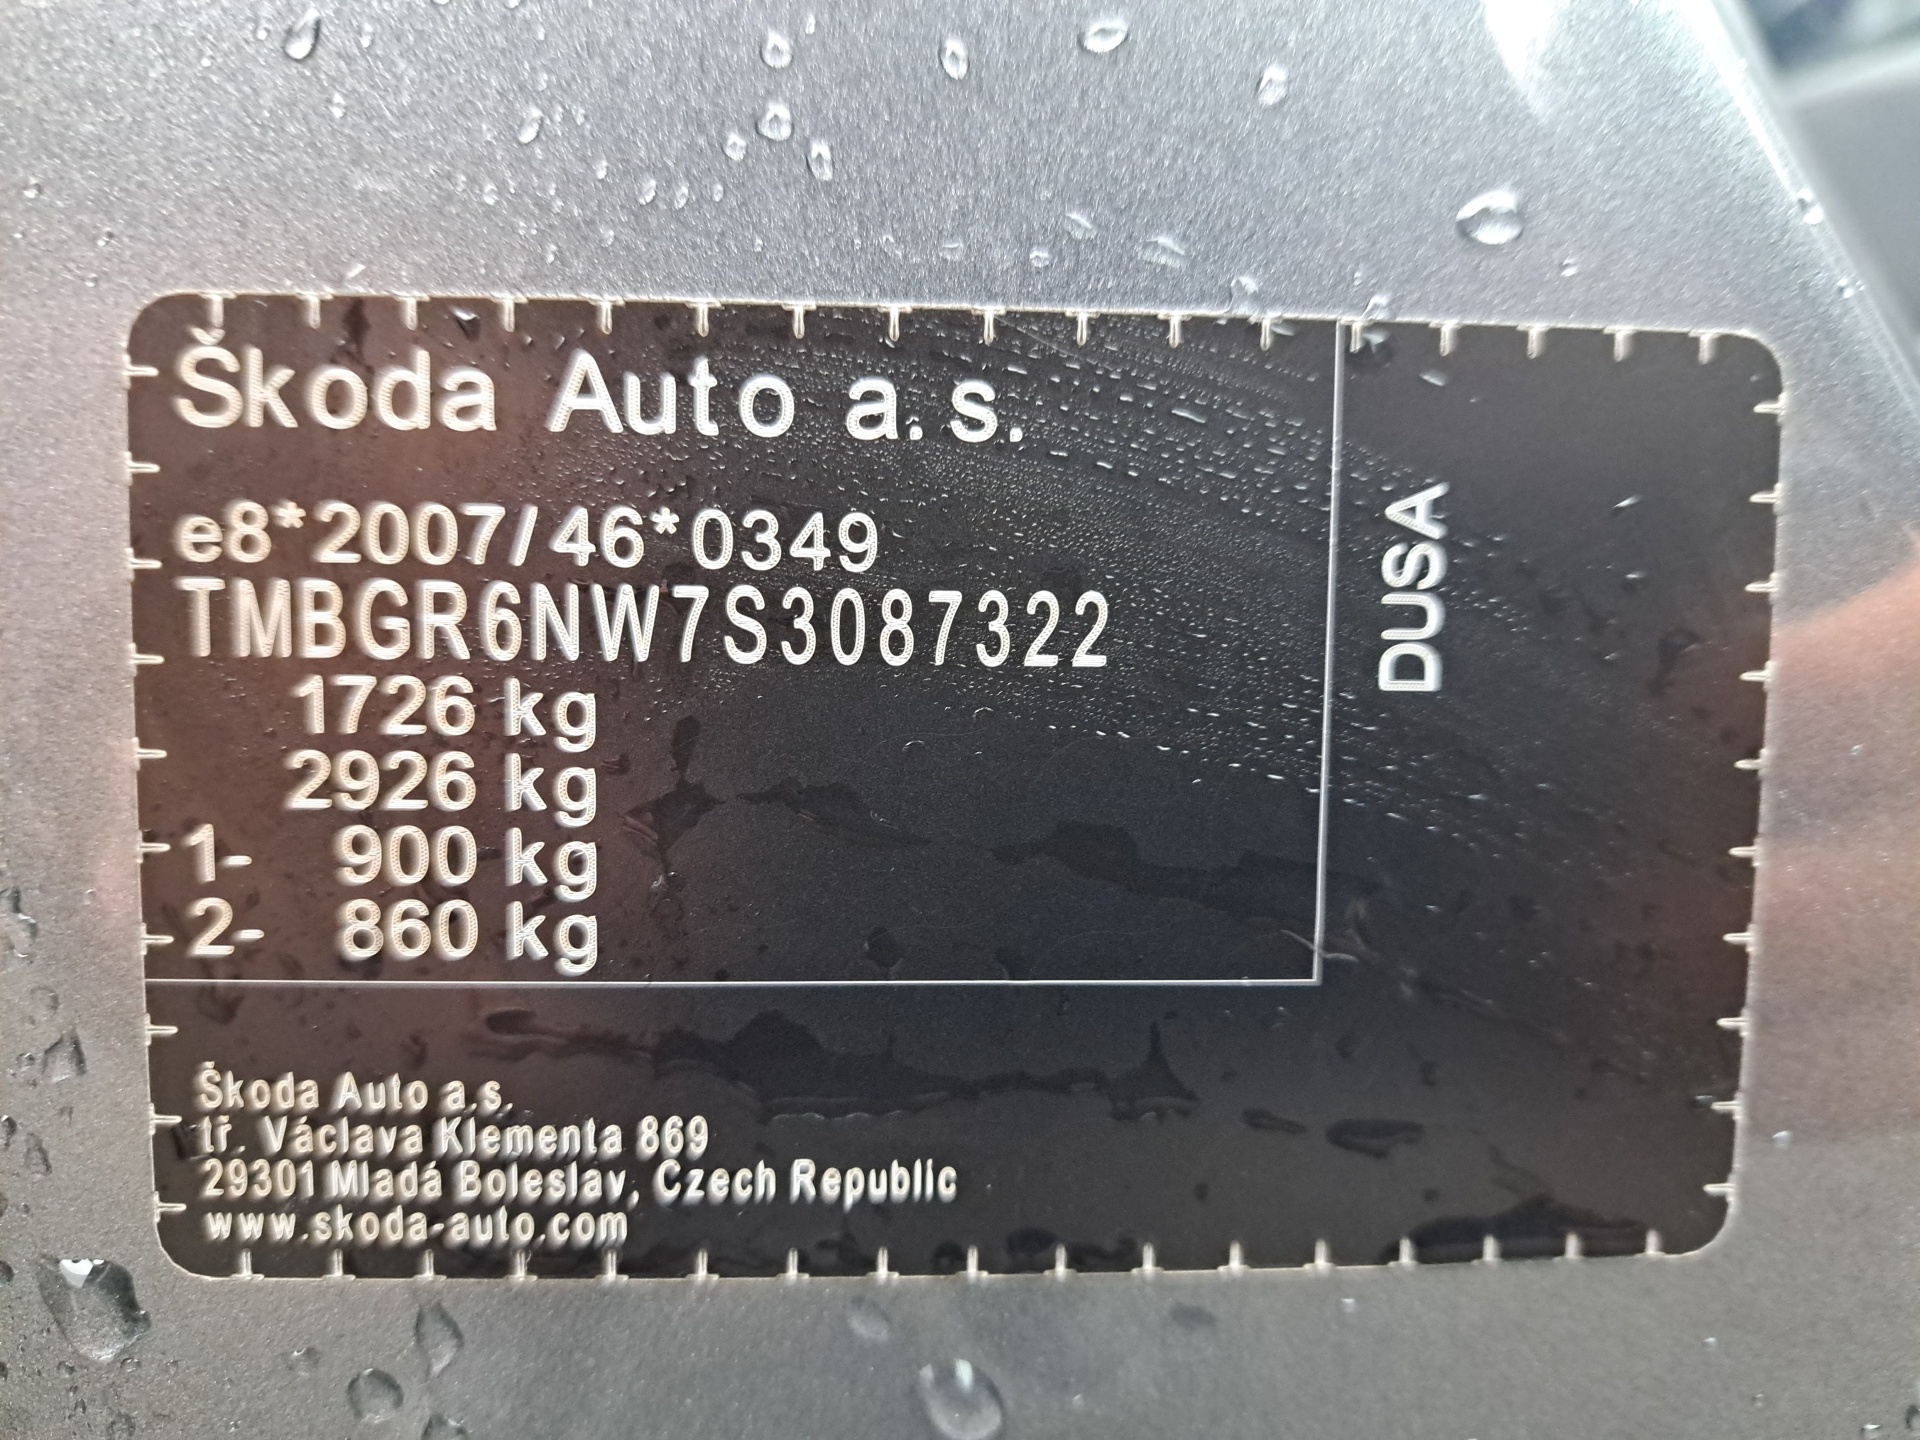 Škoda Auto a.s.
e8*2007/46*0349
TMBGR6NW7S3087322
1726 kg
2926 kg
1- 900 kg
2- 860 kg
DUSA
Škoda Auto a.s.
tř. Václava Klementa 869
29301 Mladá Boleslav, Czech Republic
www.skoda-auto.com